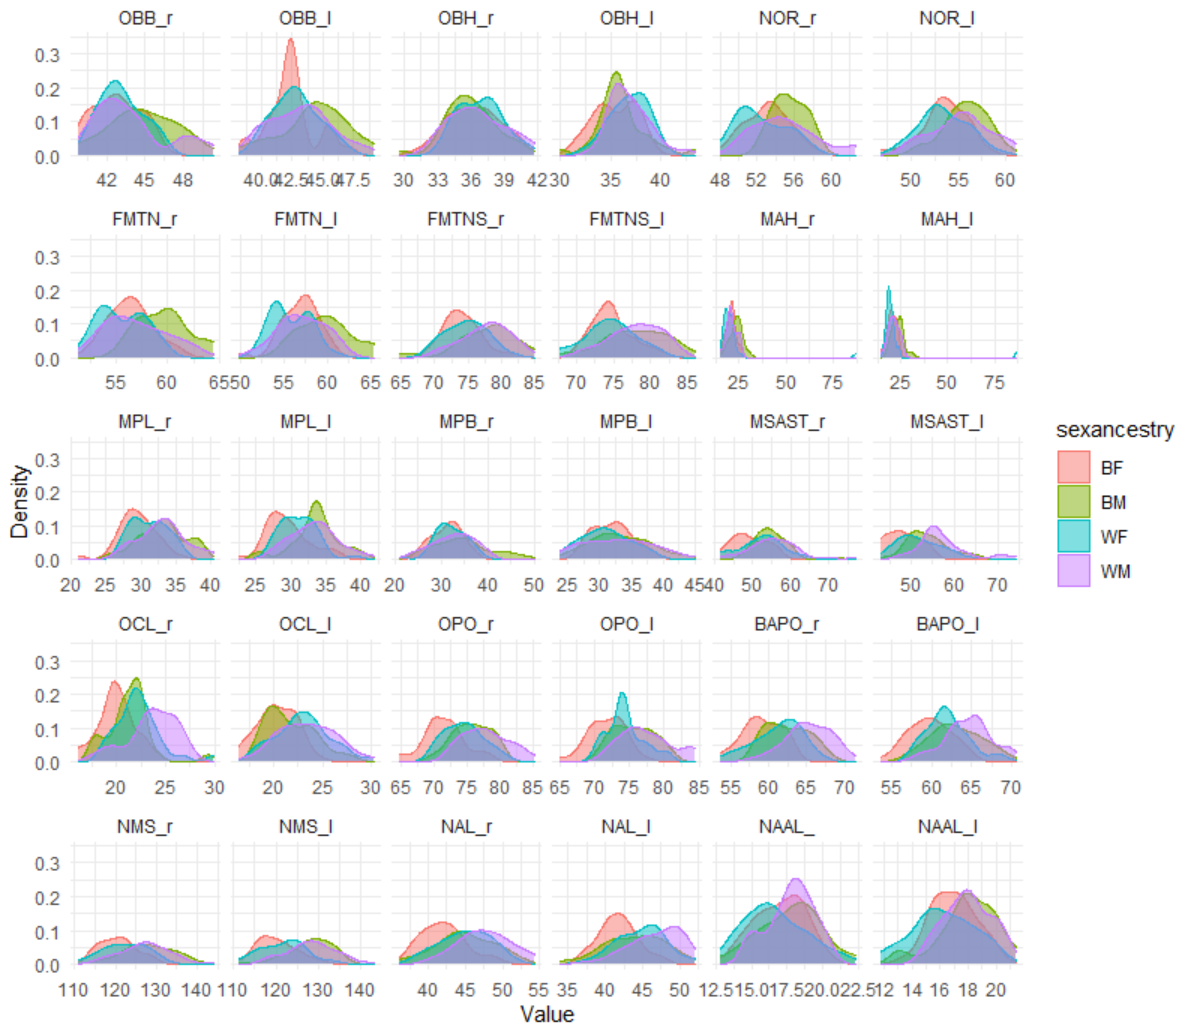 OBB_r OBB_l OBH_r OBH_l NOR_r NOR_l
0.3
0.2
0.1
0.0
42 45 48 40.0 42.5 45.0 47.5 30 33 36 39 42 30 35 40 48 52 56 60 50 55 60
FMTN_r FMTN_l FMTNS_r FMTNS_l MAH_r MAH_l
0.3
0.2
0.1
0.0
55 60 65 50 55 60 65 65 70 75 80 85 70 75 80 85 25 50 75 25 50 75
MPL_r MPL_l MPB_r MPB_l MSAST_r MSAST_l
0.3
0.2
0.1
0.0
20 25 30 35 40 25 30 35 40 20 30 40 50 25 30 35 40 45 40 50 60 70 50 60 70
OCL_r OCL_l OPO_r OPO_l BAPO_r BAPO_l
0.3
0.2
0.1
0.0
20 25 30 20 25 30 65 70 75 80 85 65 70 75 80 85 55 60 65 70 55 60 65 70
NMS_r NMS_l NAL_r NAL_l NAAL_ NAAL_l
0.3
0.2
0.1
0.0
110 120 130 140 110 120 130 140 40 45 50 55 35 40 45 50 12.5 15.0 17.5 20.0 22.5 12 14 16 18 20
Density
Value
sexancestry
BF
BM
WF
WM